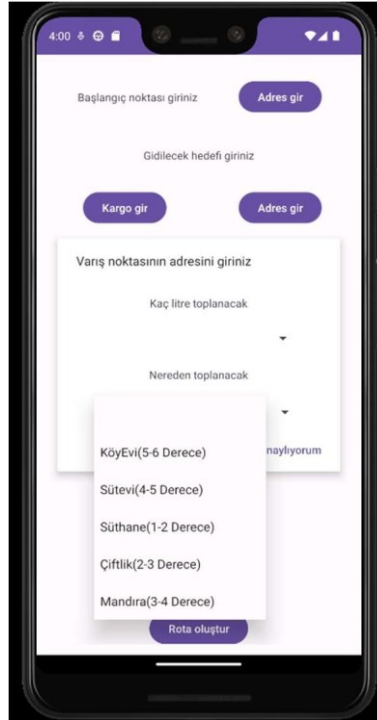 4:00
Başlangıç noktası giriniz
Adres gir
Gidilecek hedefi giriniz
Kargo gir
Adres gir
Varış noktasının adresini giriniz
Kaç litre toplanacak
Nereden toplanacak
naylıyorum
KöyEvi(5-6 Derece)
Sütevi(4-5 Derece)
Süthane(1-2 Derece)
Çiftlik(2-3 Derece)
Mandıra(3-4 Derece)
Rota oluştur